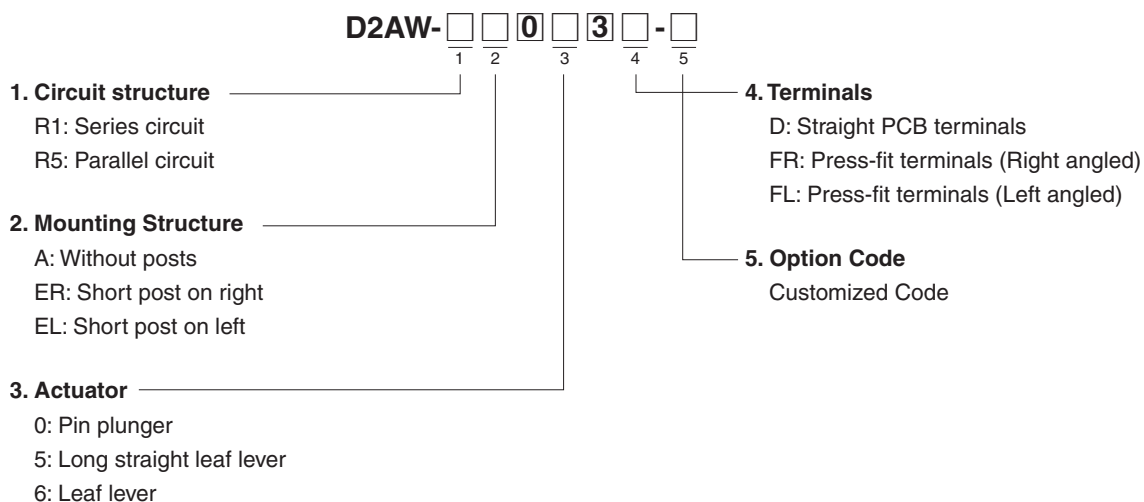 D2AW-□□0□3□-□
1 2 3 4 5
1. Circuit structure
R1: Series circuit
R5: Parallel circuit
2. Mounting Structure
A: Without posts
ER: Short post on right
EL: Short post on left
3. Actuator
0: Pin plunger
5: Long straight leaf lever
6: Leaf lever
4. Terminals
D: Straight PCB terminals
FR: Press-fit terminals (Right angled)
FL: Press-fit terminals (Left angled)
5. Option Code
Customized Code